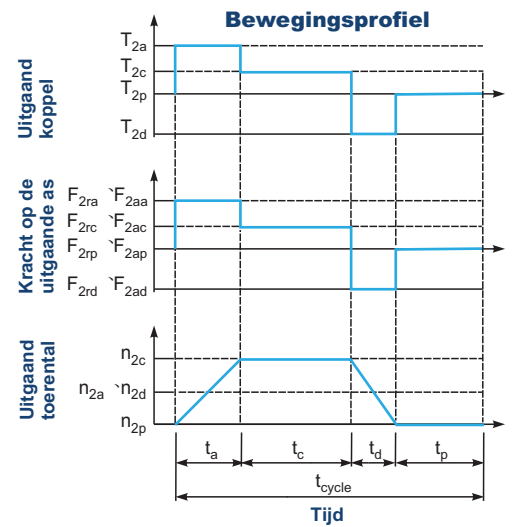 Bewegingsprofiel
Uitgaand
koppel
T2a
T2c
T2p
T2d
Kracht op de
uitgaande as
F2ra 、F2aa
F2rc 、F2ac
F2rp 、F2ap
F2rd 、F2ad
Uitgaand
toerental
n2c
n2a 、n2d
n2p
ta
tc
td
tp
tcycle
Tijd